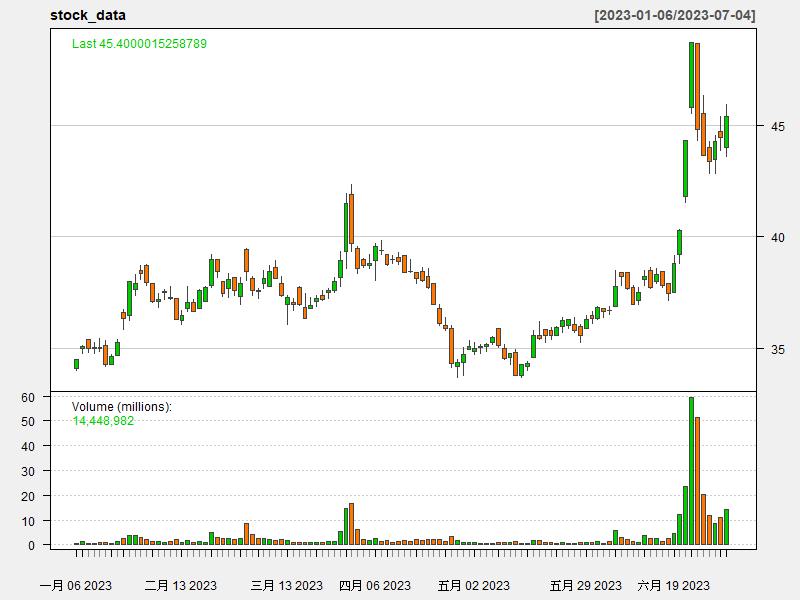 stock_data
[2023-01-06/2023-07-04]
Last 45.4000015258789
45
40
35
Volume (millions):
14,448,982
60
50
40
30
20
10
0
一月 06 2023
二月 13 2023
三月 13 2023
四月 06 2023
五月 02 2023
五月 29 2023
六月 19 2023